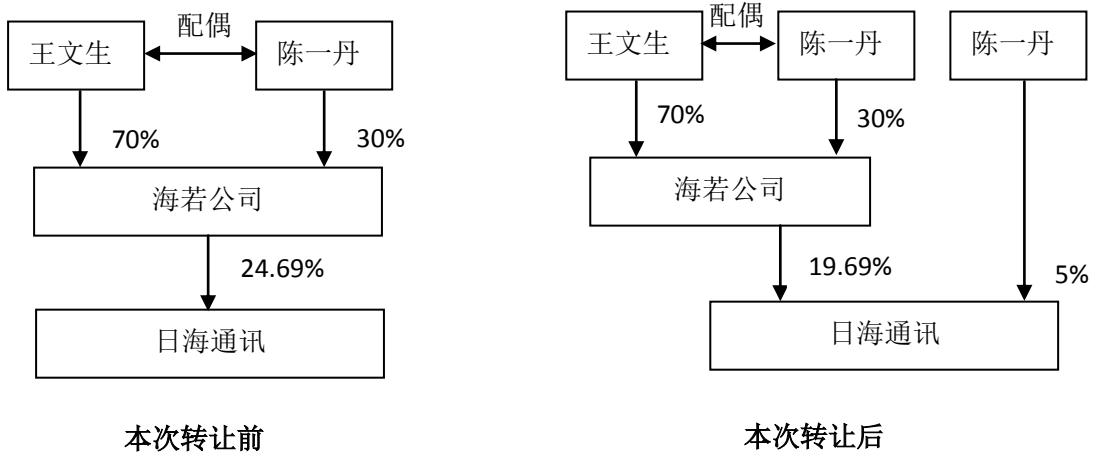 配偶
王文生
陈一丹
70%
30%
海若公司
24.69%
日海通讯
本次转让前
配偶
王文生
陈一丹
陈一丹
70%
30%
海若公司
19.69%
5%
日海通讯
本次转让后